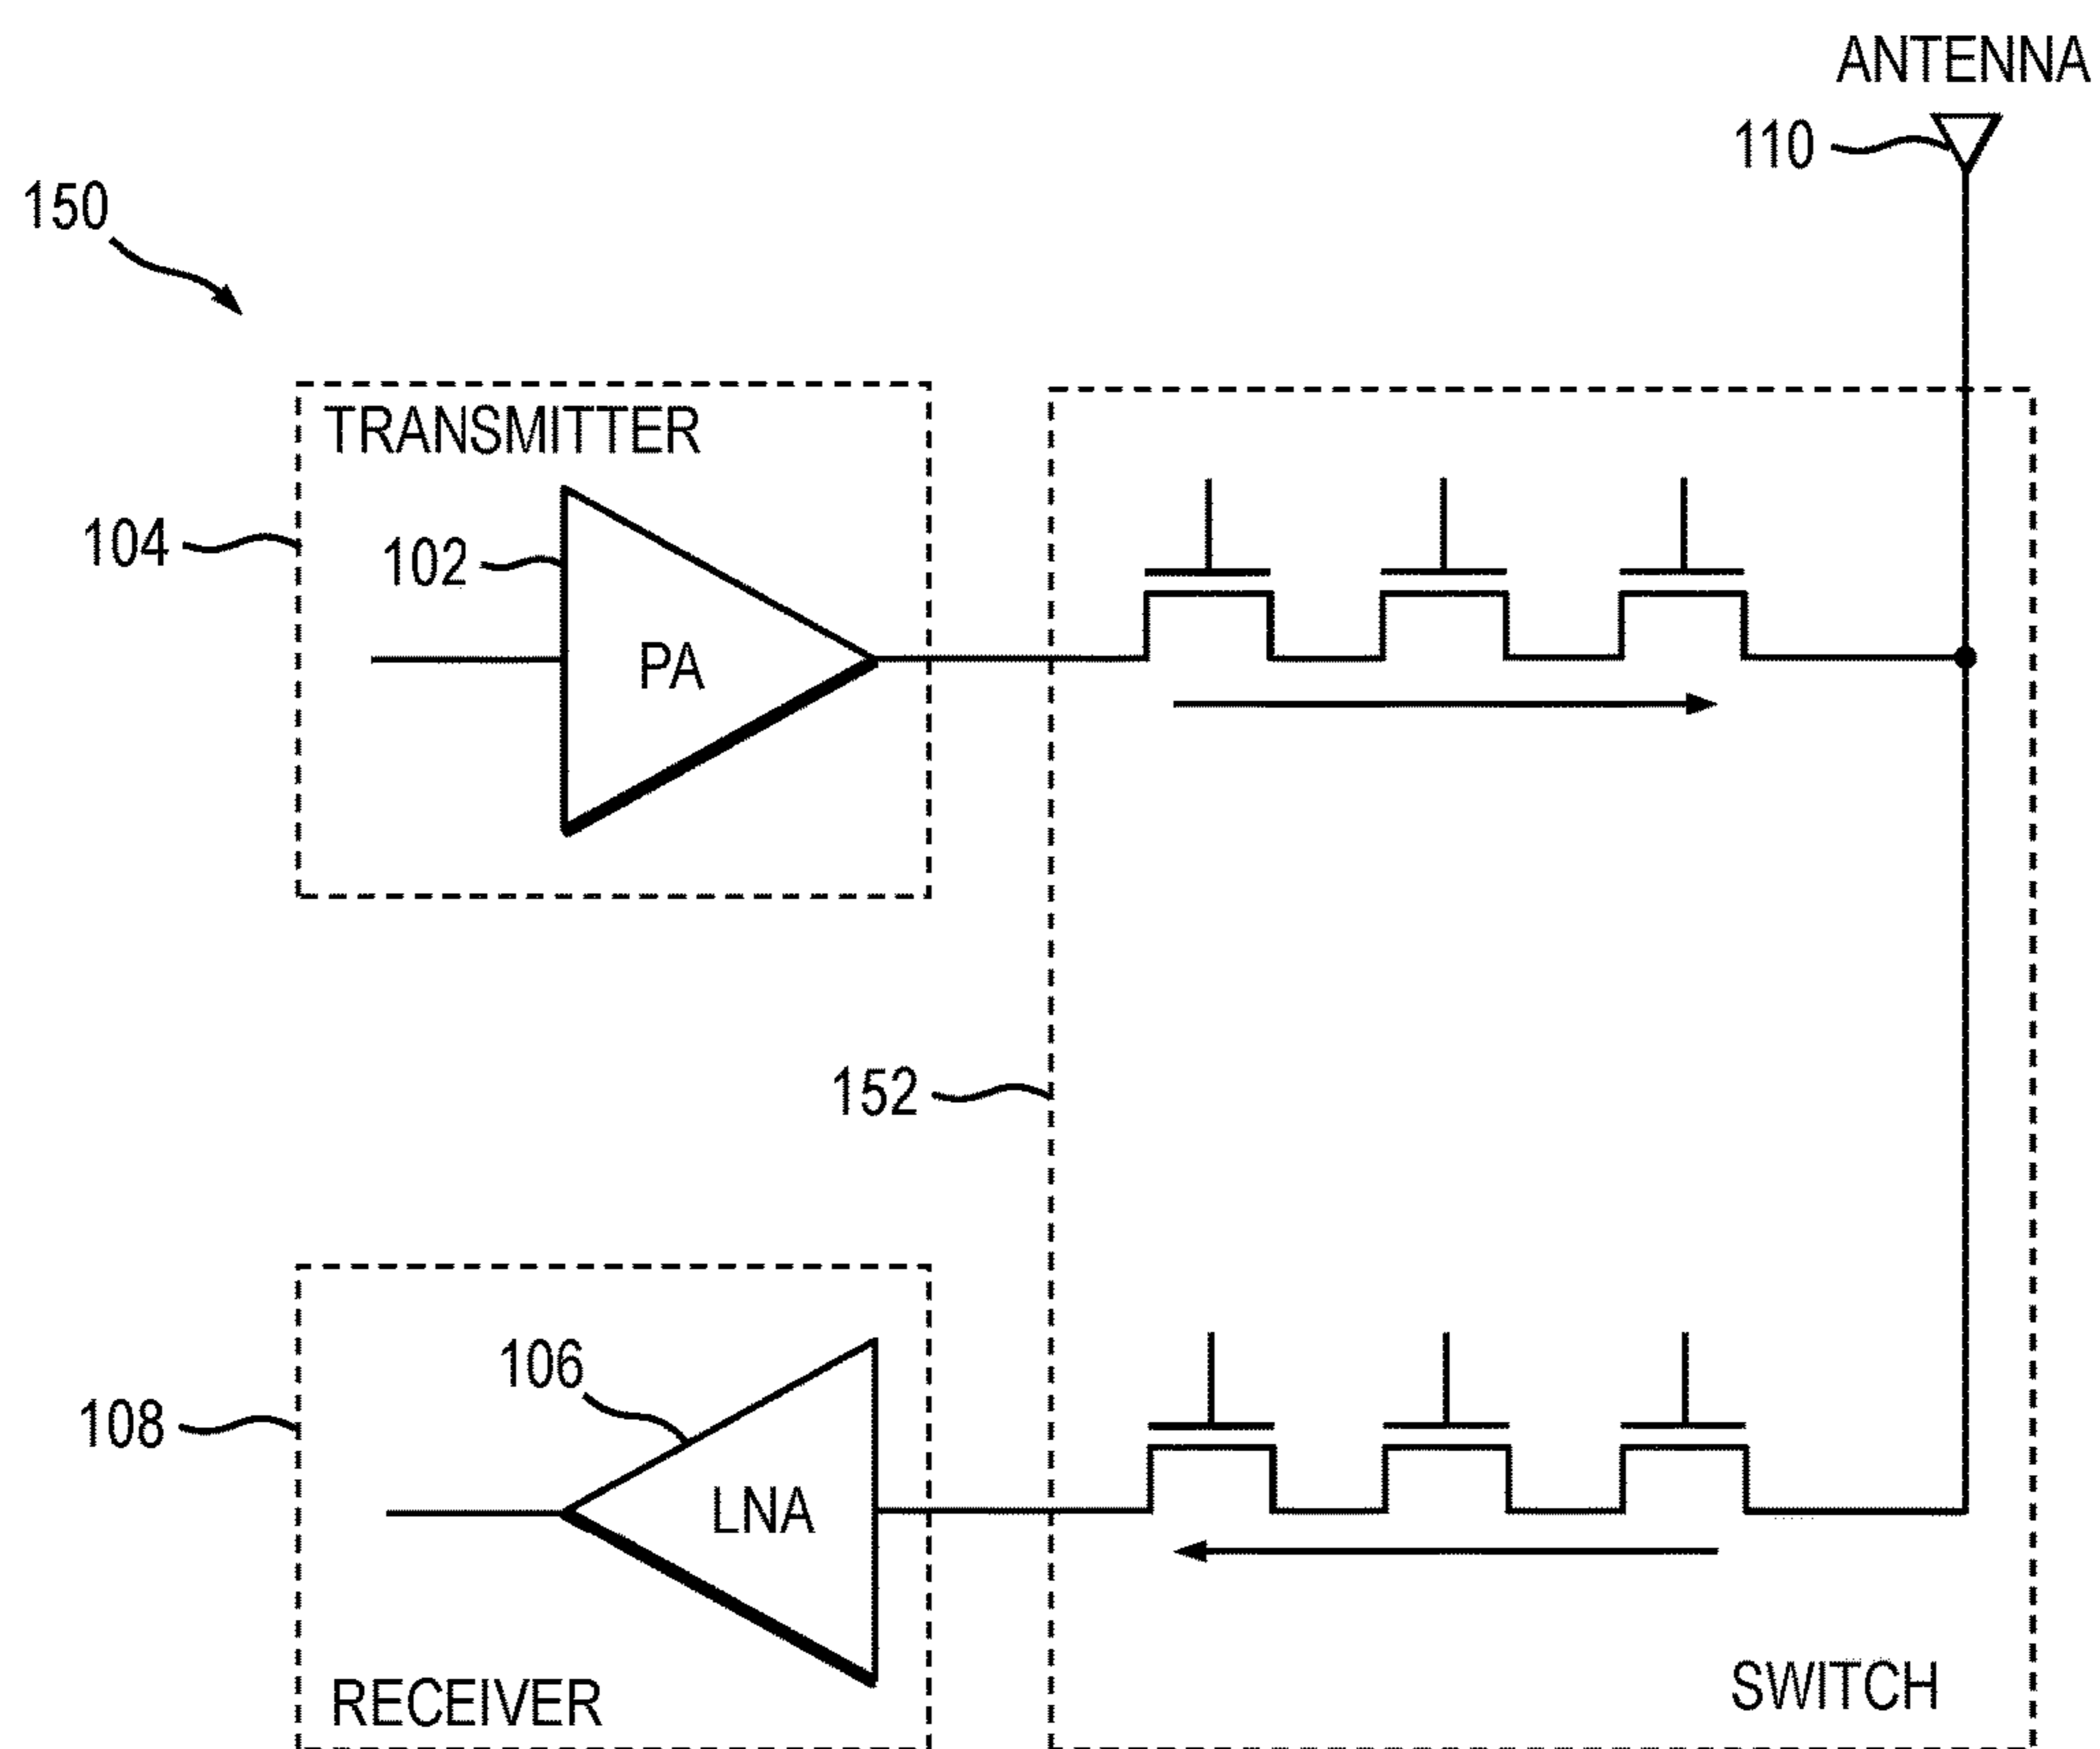 ANTENNA
110
150
TRANSMITTER
104
102
PA
152
106
108
LNA
RECEIVER
SWITCH